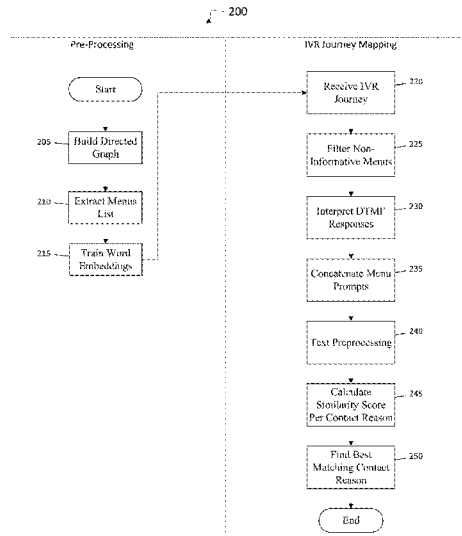 200
Pre-Processing
IVR Journey Mapping
Start
205
Build Directed
Graph
210
Extract Menus
List
215
Train Word
Embeddings
220
Receive IVR
Journey
225
Filter Non-
Informative Menus
230
Interpret DTMF
Responses
235
Concatenate Menu
Prompts
240
Text Preprocessing
245
Calculate
Similarity Score
Per Contact Reason
250
Find Best
Matching Contact
Reason
End